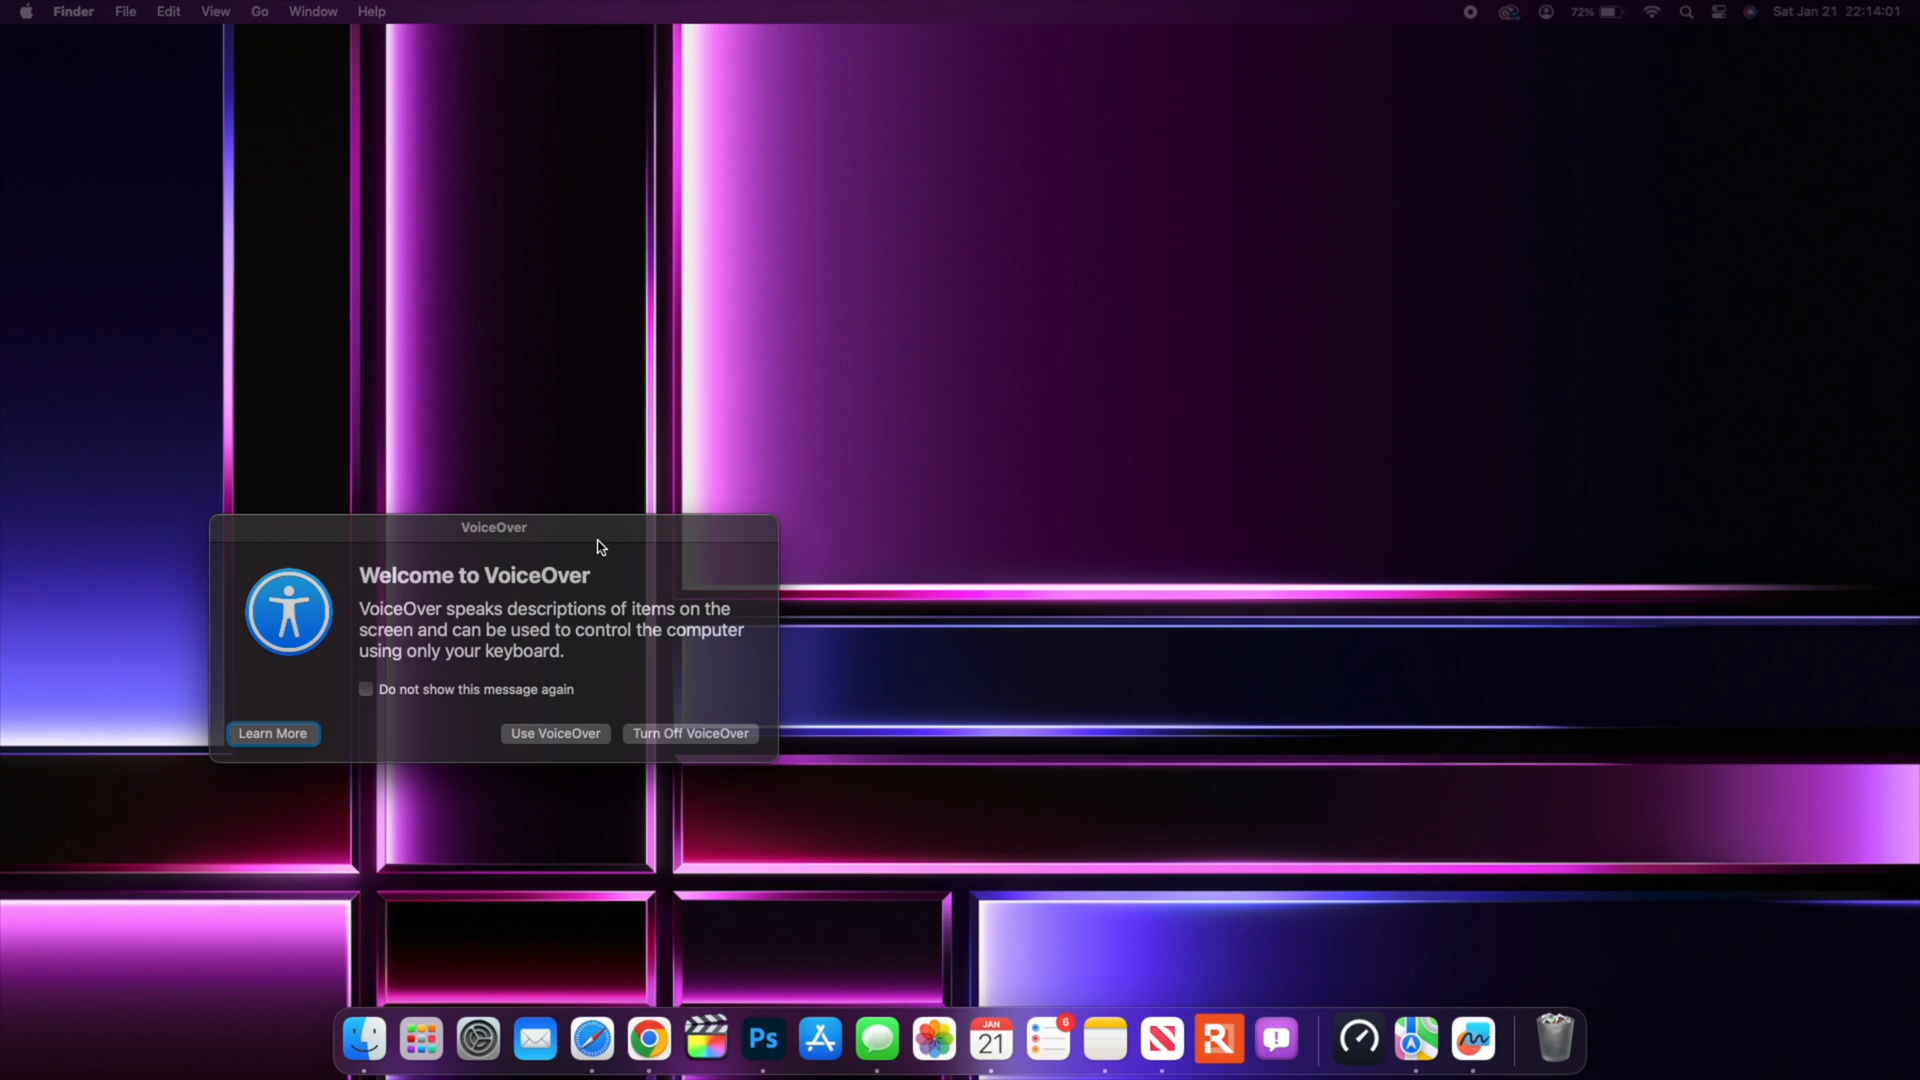 Finder File Edit View Go Window Help 72% Sat Jan 21 22:14:01
VoiceOver
Welcome to VoiceOver
VoiceOver speaks descriptions of items on the
screen and can be used to control the computer
using only your keyboard.
Do not show this message again
Learn More Use VoiceOver Turn Off VoiceOver
Ps JAN 21 6